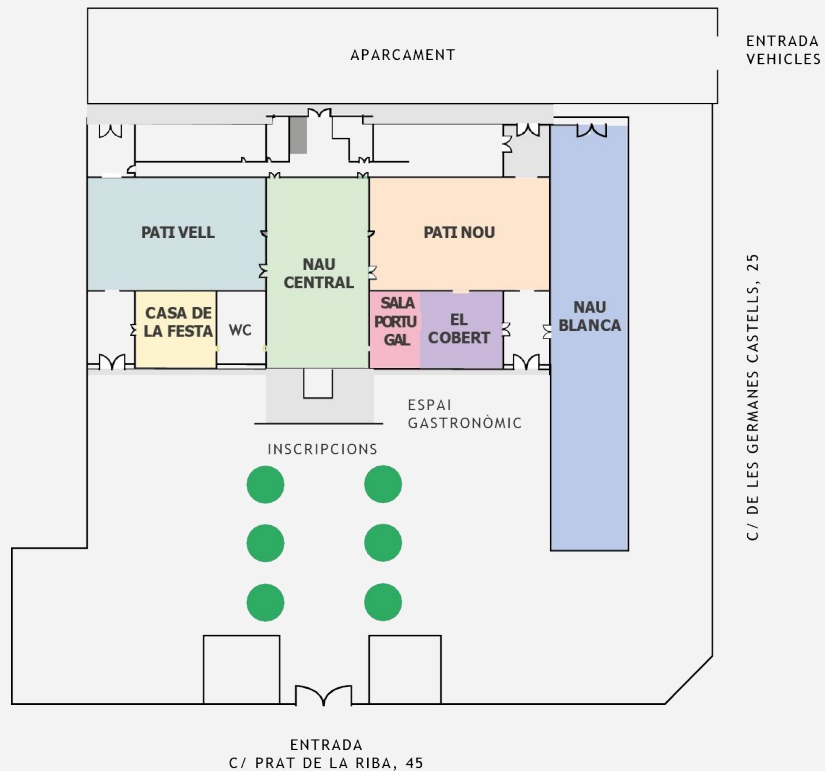 APARCAMENT
ENTRADA
VEHICLES
PATI VELL
NAU
CENTRAL
PATI NOU
CASA DE
LA FESTA
WC
SALA
PORTU
GAL
EL
COBERT
NAU
BLANCA
C/ DE LES GERMANES CASTELLS, 25
ESPAI
GASTRONÒMIC
INSCRIPCIONS
ENTRADA
C/ PRAT DE LA RIBA, 45